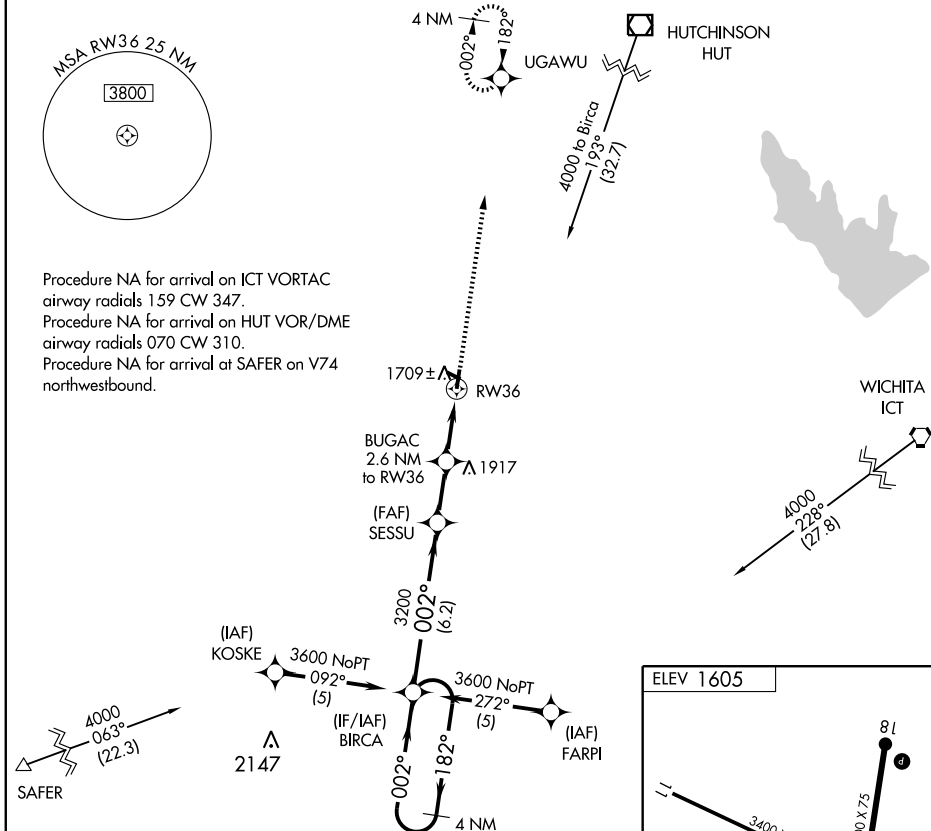 MSA RW36 25 NM
3800
4 NM
002°
182°
UGAWU
HUTCHINSON
HUT
4000 to Birca
193°
(32.7)
Procedure NA for arrival on ICT VORTAC
airway radials 159 CW 347.
Procedure NA for arrival on HUT VOR/DME
airway radials 070 CW 310.
Procedure NA for arrival at SAFER on V74
northwestbound.
1709±
RW36
WICHITA
ICT
BUGAC
2.6 NM
to RW36
1917
4000
228°
(27.8)
(FAF)
SESSU
3200
002°
(6.2)
(IAF)
KOSKE
3600 NoPT
092°
(5)
3600 NoPT
272°
(5)
(IF/IAF)
BIRCA
(IAF)
FARPI
4000
063°
(22.3)
SAFER
2147
002°
182°
4 NM
ELEV 1605
18
P
11
3400
0 X 75